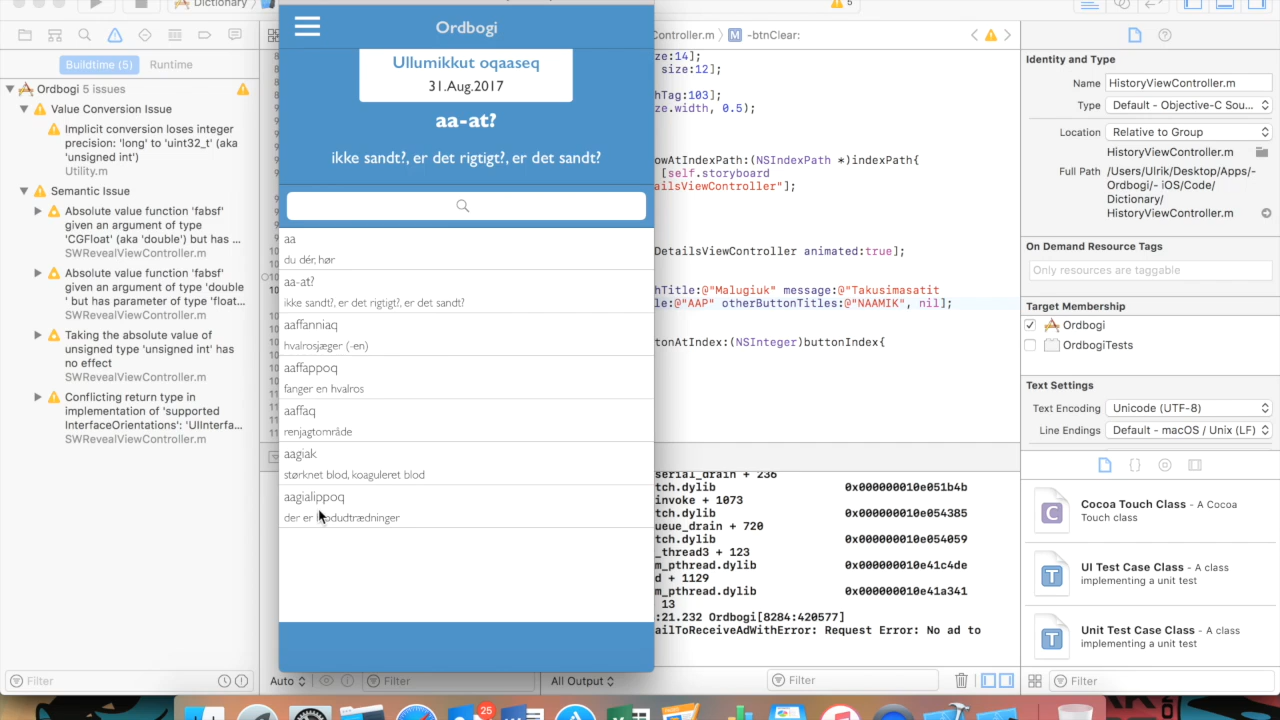 Dictionary
5
Buildtime (5)
Runtime
Ordbogi 5 issues
Value Conversion Issue
Implicit conversion loses integer
precision: 'long' to 'uint32_t' (aka
'unsigned int')
Utility.m
Semantic Issue
Absolute value function 'fabsf'
given an argument of type
'CGFloat' (aka 'double') but has ...
SWRevealViewController.m
Absolute value function 'fabsf'
given an argument of type 'double
' but has parameter of type 'float...
SWRevealViewController.m
Taking the absolute value of
unsigned type 'unsigned int' has
no effect
SWRevealViewController.m
Conflicting return type in
implementation of 'supported
InterfaceOrientations': 'UIInterfa...
SWRevealViewController.m
Filter
Ordbogi
Ullumikkut oqaaseq
31.Aug.2017
aa-at?
ikke sandt?, er det rigtigt?, er det sandt?
aa
du dér, hør
aa-at?
ikke sandt?, er det rigtigt?, er det sandt?
aaffanniaq
hvalrosjæger (-en)
aaffappoq
fanger en hvalros
aaffaq
renjagtområde
aagiak
størknet blod, koaguleret blod
aagialippoq
der er blodudtrædninger
Controller.m
M -btnClear:
ze:14];
size:12];
hTag:103];
ze.width, 0.5);
owAtIndexPath:(NSIndexPath *)indexPath{
[self.storyboard
ailsViewController"];
DetailsViewController animated:true];
hTitle:@"Malugiuk" message:@"Takusimasatit
le:@"AAP" otherButtonTitles:@"NAAMIK", nil];
tonAtIndex:(NSInteger)buttonIndex{
serial_drain + 236
tch.dylib 0x000000010e051b4b
invoke + 1073
tch.dylib 0x000000010e054385
ueue_drain + 720
tch.dylib 0x000000010e054059
_thread3 + 123
m_pthread.dylib 0x000000010e41c4de
d + 1129
m_pthread.dylib 0x000000010e41a341
13
:21.232 Ordbogi[8284:420577]
ailToReceiveAdWithError: Request Error: No ad to
Auto
Filter
All Output
Filter
Identity and Type
Name HistoryViewController.m
Type Default - Objective-C Sou...
Location Relative to Group
HistoryViewController.m
Full Path /Users/Ulrik/Desktop/Apps/-
Ordbogi/- iOS/Code/
Dictionary/
HistoryViewController.m
On Demand Resource Tags
Only resources are taggable
Target Membership
Ordbogi
OrdbogiTests
Text Settings
Text Encoding Unicode (UTF-8)
Line Endings Default - macOS / Unix (LF)
C
Cocoa Touch Class - A Cocoa
Touch class
T
UI Test Case Class - A class
implementing a unit test
T
Unit Test Case Class - A class
implementing a unit test
Filter
25